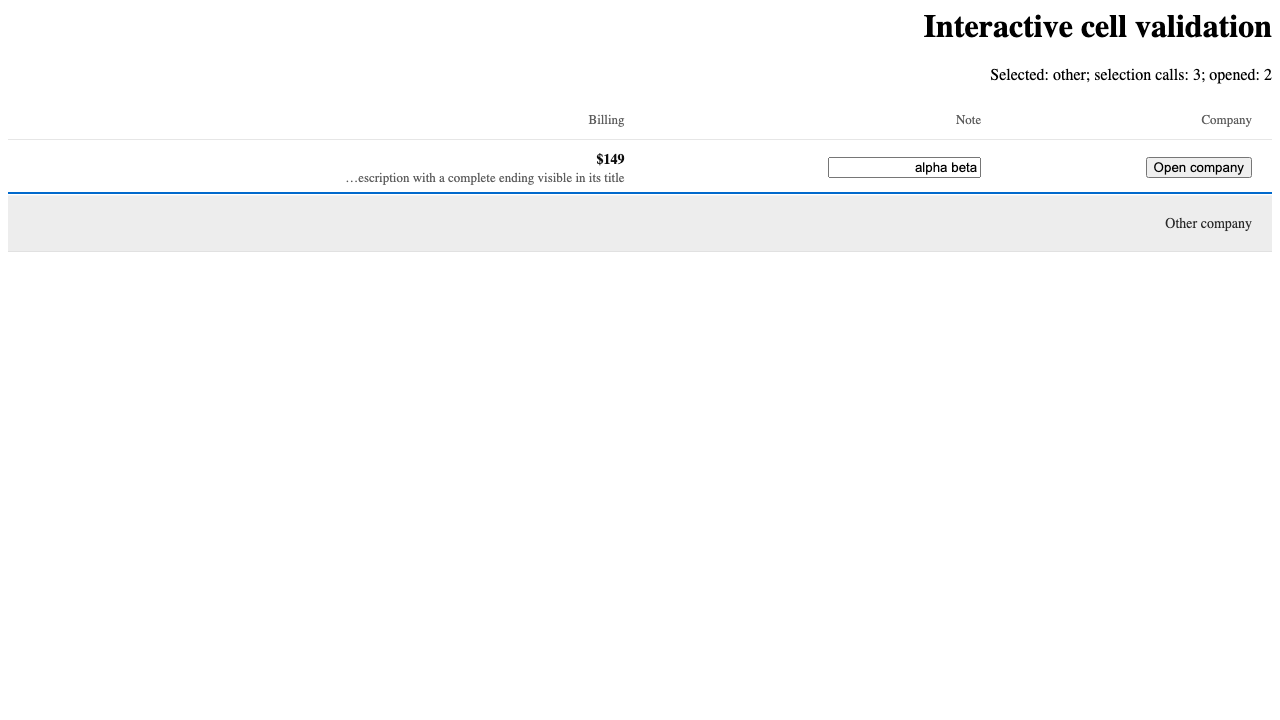 Interactive cell validation
Selected: other; selection calls: 3; opened: 2
Company Note Billing
Open company alpha beta $149
…escription with a complete ending visible in its title
Other company